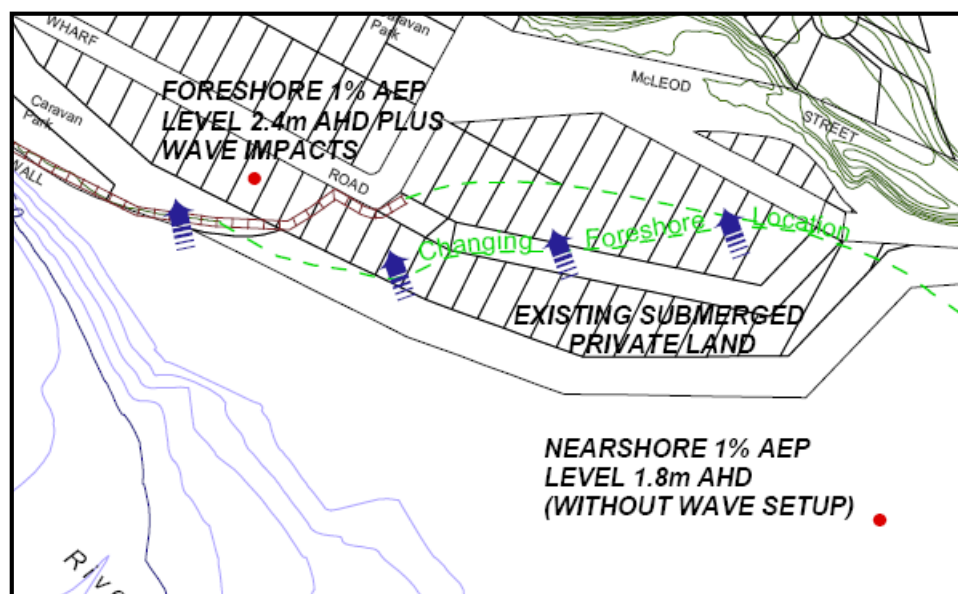 WHARF
Caravan
Park
FORESHORE 1% AEP
LEVEL 2.4m AHD PLUS
WAVE IMPACTS
McLEOD
STREET
Caravan
Park
WALL
ROAD
Changing Foreshore Location
EXISTING SUBMERGED
PRIVATE LAND
NEARSHORE 1% AEP
LEVEL 1.8m AHD
(WITHOUT WAVE SETUP)
Rive